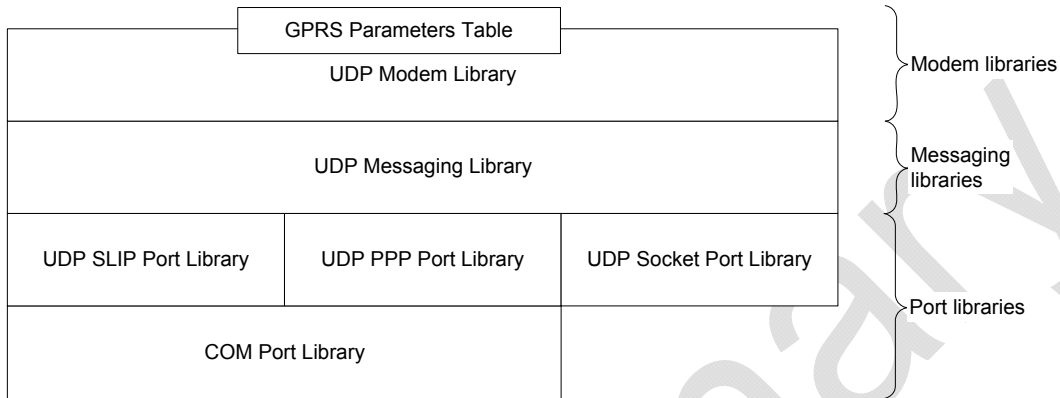 GPRS Parameters Table
UDP Modem Library
Modem libraries
UDP Messaging Library
Messaging
libraries
UDP SLIP Port Library
UDP PPP Port Library
UDP Socket Port Library
Port libraries
COM Port Library
nary